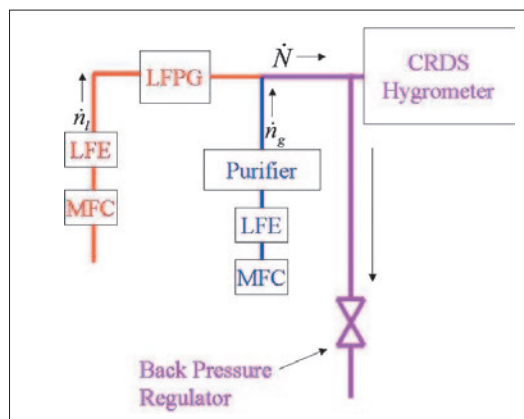 LFPG
Ṅ
CRDS
Hygrometer
ṅl
ṅg
LFE
Purifier
MFC
LFE
MFC
Back Pressure
Regulator